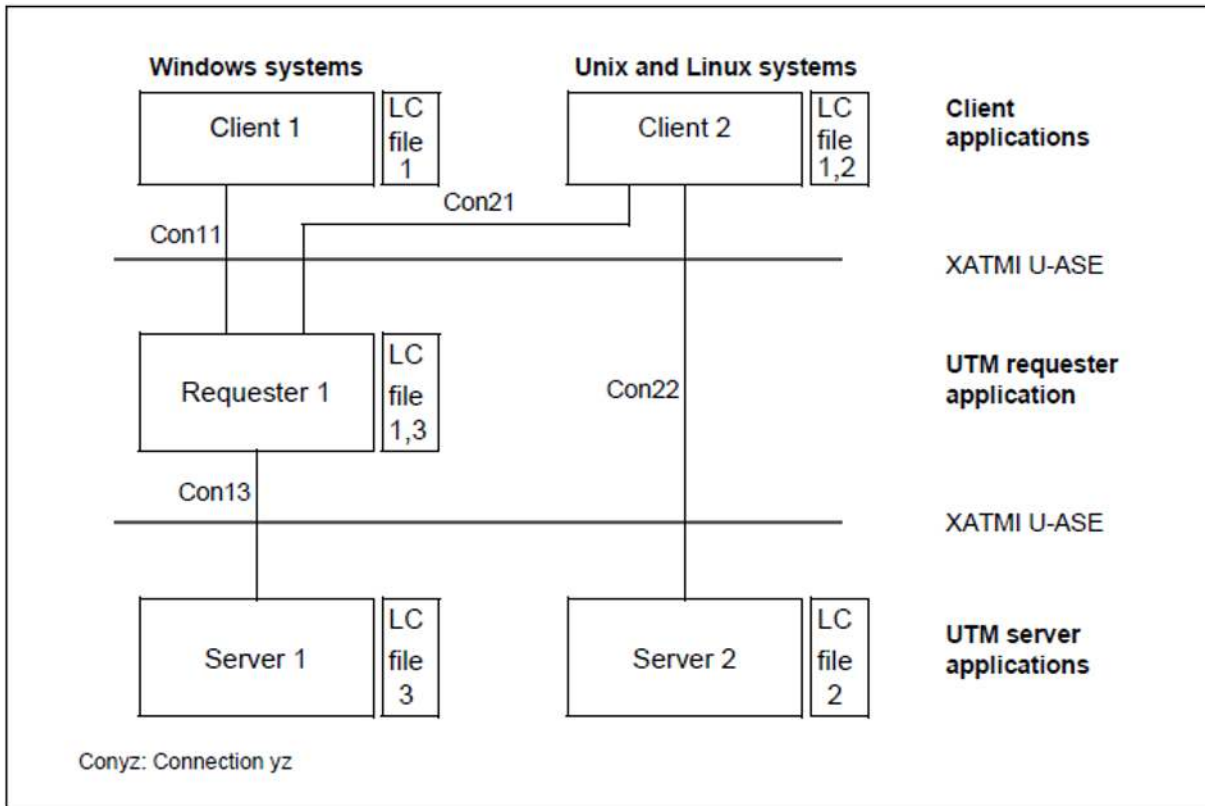 Windows systems
Unix and Linux systems
Client 1
LC
file
1
Client 2
LC
file
1,2
Client
applications
Con21
Con11
XATMI U-ASE
Requester 1
LC
file
1,3
Con22
UTM requester
application
Con13
XATMI U-ASE
Server 1
LC
file
3
Server 2
LC
file
2
UTM server
applications
Conyz: Connection yz